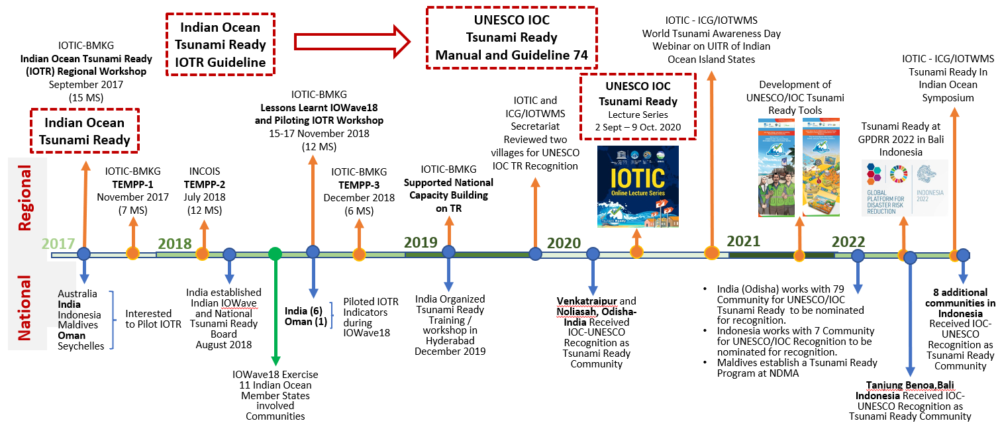 IOTIC-BMKG
Indian Ocean Tsunami Ready
(IOTR) Regional Workshop
September 2017
(15 MS)
Indian Ocean
Tsunami Ready
Indian Ocean
Tsunami Ready
IOTR Guideline
UNESCO IOC
Tsunami Ready
Manual and Guideline 74
IOTIC-BMKG
TEMPP-1
November 2017
(7 MS)
INCOIS
TEMPP-2
July 2018
(12 MS)
IOTIC-BMKG
Lessons Learnt IOWave18
and Piloting IOTR Workshop
15-17 November 2018
(12 MS)
IOTIC-BMKG
TEMPP-3
December 2018
(6 MS)
IOTIC-BMKG
Supported National
Capacity Building
on TR
IOTIC and
ICG/IOTWMS
Secretariat
Reviewed two
villages for UNESCO
IOC TR Recognition
UNESCO IOC
Tsunami Ready
Lecture Series
2 Sept – 9 Oct. 2020
IOTIC
Online Lecture Series
Tsunami Ready
IOTIC - ICG/IOTWMS
World Tsunami Awareness Day
Webinar on UITR of Indian
Ocean Island States
Development of
UNESCO/IOC Tsunami
Ready Tools
Tsunami Ready at
GPDRR 2022 in Bali
Indonesia
GLOBAL
PLATFORM FOR
DISASTER RISK
REDUCTION
INDONESIA
2022
IOTIC - ICG/IOTWMS
Tsunami Ready In
Indian Ocean
Symposium
Regional
2017
2018
2019
2020
2021
2022
National
Australia
India
Indonesia
Maldives
Oman
Seychelles
Interested
to Pilot IOTR
India established
Indian IOWave
and National
Tsunami Ready
Board
August 2018
IOWave18 Exercise
11 Indian Ocean
Member States
involved
Communities
India (6)
Oman (1)
Piloted IOTR
Indicators
during
IOWave18
India Organized
Tsunami Ready
Training /
workshop in
Hyderabad
December 2019
Venkatraipur and
Noliasah, Odisha-
India Received
IOC-UNESCO
Recognition as
Tsunami Ready
Community
• India (Odisha) works with 79
Community for UNESCO/IOC
Tsunami Ready to be nominated
for recognition.
• Indonesia works with 7 Community
for UNESCO/IOC Recognition to be
nominated for recognition.
• Maldives establish a Tsunami Ready
Program at NDMA
Tanjung Benoa,Bali
Indonesia Received IOC-
UNESCO Recognition as
Tsunami Ready Community
8 additional
communities in
Indonesia
Received IOC-
UNESCO
Recognition as
Tsunami Ready
Community